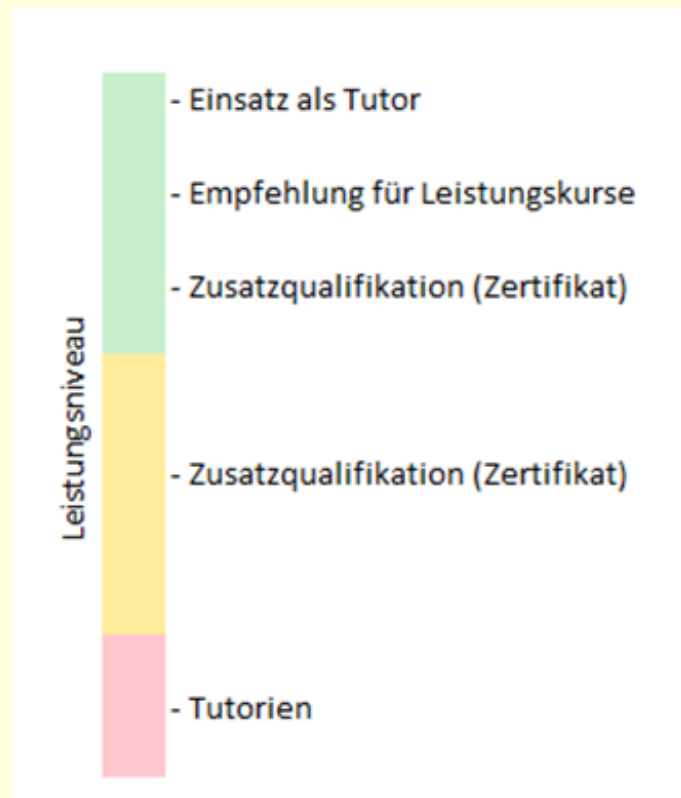 - Einsatz als Tutor
- Empfehlung für Leistungskurse
- Zusatzqualifikation (Zertifikat)
Leistungsniveau
- Zusatzqualifikation (Zertifikat)
- Tutorien